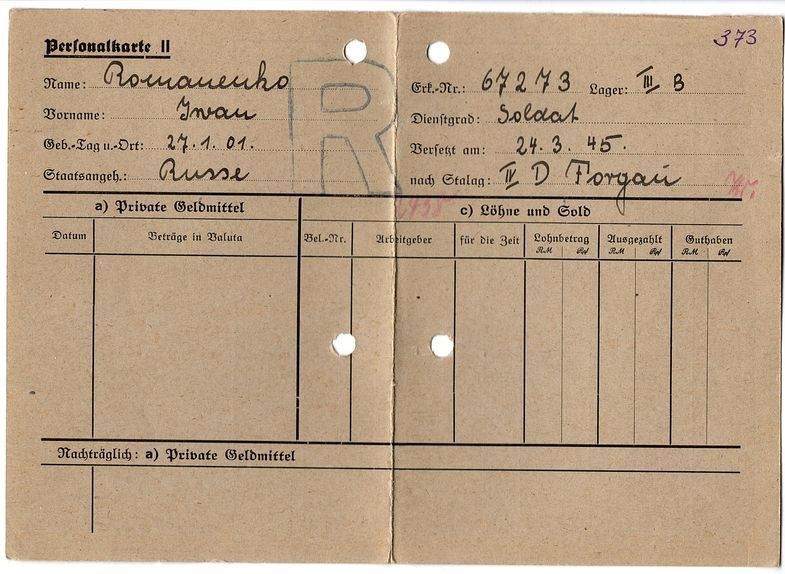 373
Personalkarte II
R
Name: Romanenko
Vorname: Iwan
Geb.-Tag u.-Ort: 27.1.01.
Staatsangeh.: Russe
Erk.-Nr.: 67273 Lager: III B
Dienstgrad: Soldat
Versetzt am: 24.3.45.
nach Stalag: IV D Torgau
a) Private Geldmittel
c) Löhne und Sold
Datum Beträge in Valuta Bel.-Nr. Arbeitgeber für die Zeit Lohnbetrag Ausgezahlt Guthaben
RM Rpf RM Rpf RM Rpf
Nachträglich: a) Private Geldmittel